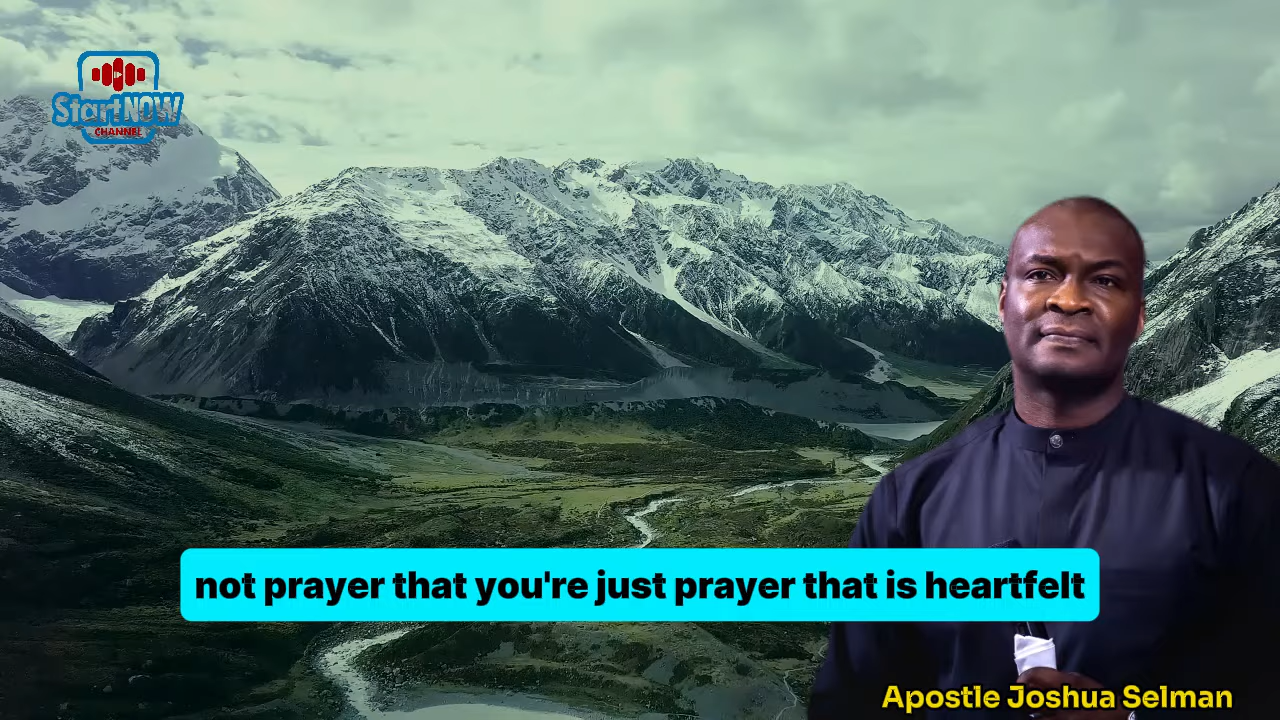 StartNOW
CHANNEL
not prayer that you're just prayer that is heartfelt
Apostle Joshua Selman